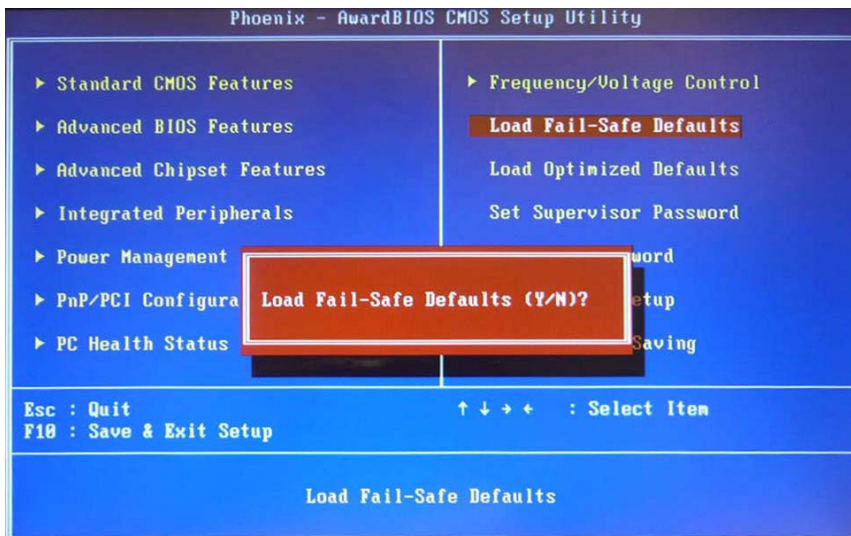 Phoenix - AwardBIOS CMOS Setup Utility
▶ Standard CMOS Features
▶ Advanced BIOS Features
▶ Advanced Chipset Features
▶ Integrated Peripherals
▶ Power Management
▶ PnP/PCI Configura
▶ PC Health Status
▶ Frequency/Voltage Control
Load Fail-Safe Defaults
Load Optimized Defaults
Set Supervisor Password
word
etup
Saving
Load Fail-Safe Defaults (Y/N)?
Esc : Quit
F10 : Save & Exit Setup
↑ ↓ → ← : Select Item
Load Fail-Safe Defaults